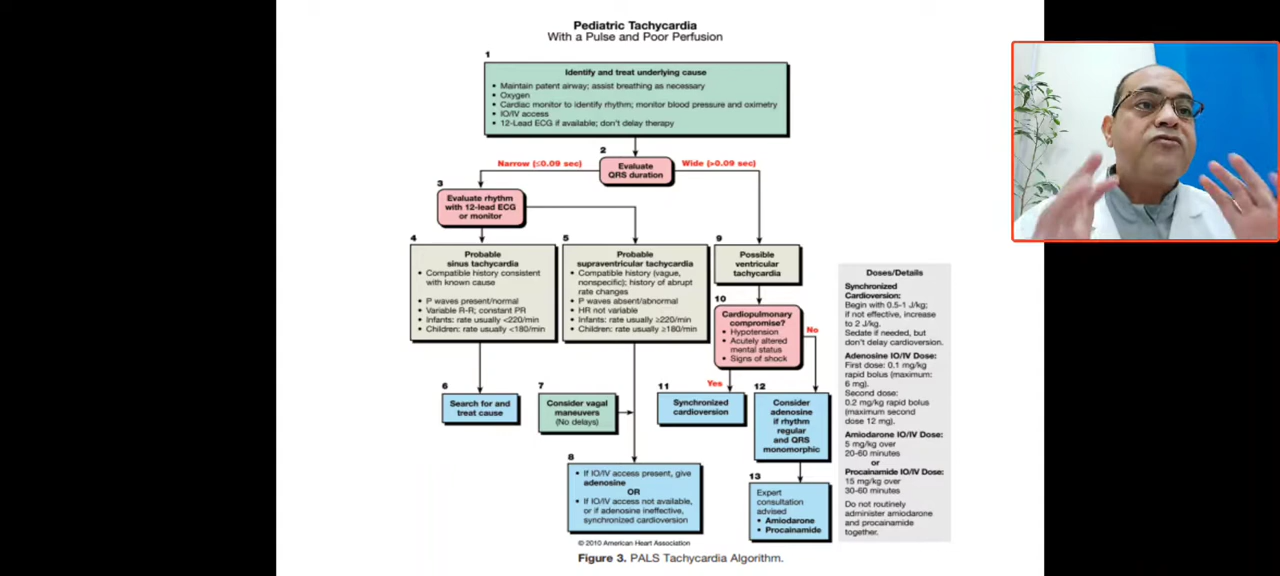 Pediatric Tachycardia
With a Pulse and Poor Perfusion
1
Identify and treat underlying cause
• Maintain patent airway; assist breathing as necessary
• Oxygen
• Cardiac monitor to identify rhythm; monitor blood pressure and oximetry
• IO/IV access
• 12-Lead ECG if available; don't delay therapy
2
Narrow (≤0.09 sec)
Evaluate
QRS duration
Wide (>0.09 sec)
3
Evaluate rhythm
with 12-lead ECG
or monitor
4
Probable
sinus tachycardia
• Compatible history consistent
with known cause
• P waves present/normal
• Variable R-R; constant PR
• Infants: rate usually <220/min
• Children: rate usually <180/min
5
Probable
supraventricular tachycardia
• Compatible history (vague,
nonspecific); history of abrupt
rate changes
• P waves absent/abnormal
• HR not variable
• Infants: rate usually ≥220/min
• Children: rate usually ≥180/min
9
Possible
ventricular
tachycardia
10
Cardiopulmonary
compromise?
• Hypotension
• Acutely altered
mental status
• Signs of shock
No
Yes
6
Search for and
treat cause
7
Consider vagal
maneuvers
(No delays)
11
Synchronized
cardioversion
12
Consider
adenosine
if rhythm
regular
and QRS
monomorphic
8
• If IO/IV access present, give
adenosine
OR
• If IO/IV access not available,
or if adenosine ineffective,
synchronized cardioversion
13
Expert
consultation
advised
• Amiodarone
• Procainamide
Doses/Details
Synchronized
Cardioversion:
Begin with 0.5-1 J/kg;
if not effective, increase
to 2 J/kg.
Sedate if needed, but
don't delay cardioversion.
Adenosine IO/IV Dose:
First dose: 0.1 mg/kg
rapid bolus (maximum:
6 mg).
Second dose:
0.2 mg/kg rapid bolus
(maximum second
dose 12 mg).
Amiodarone IO/IV Dose:
5 mg/kg over
20-60 minutes
or
Procainamide IO/IV Dose:
15 mg/kg over
30-60 minutes
Do not routinely
administer amiodarone
and procainamide
together.
© 2010 American Heart Association
Figure 3. PALS Tachycardia Algorithm.